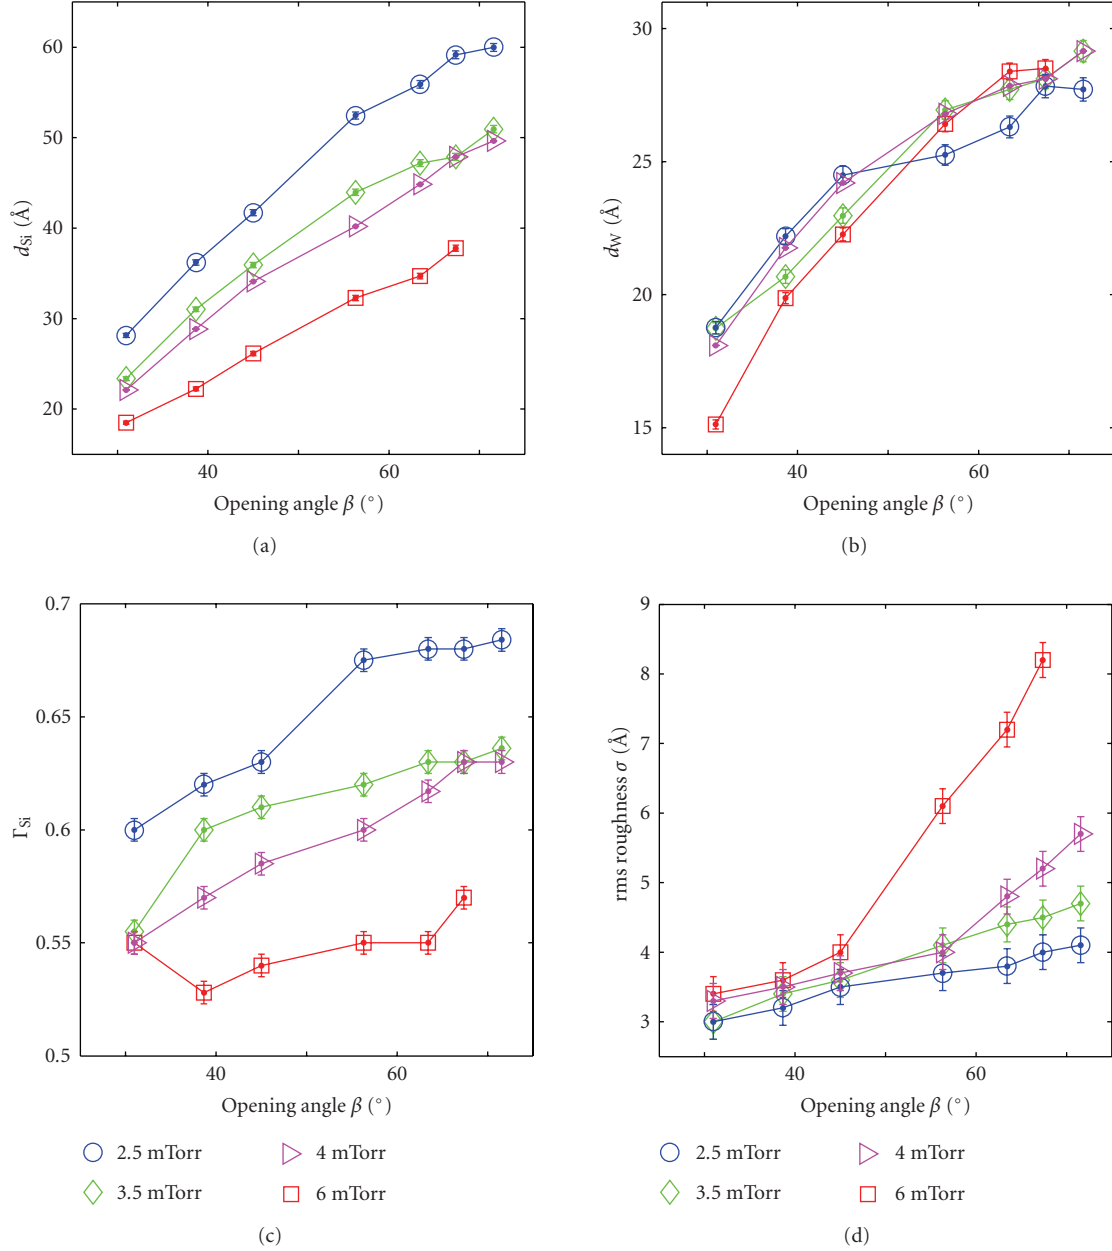 60
50
40
30
20
d_Si (Å)
40 60
Opening angle β (°)
(a)
30
25
20
15
d_W (Å)
40 60
Opening angle β (°)
(b)
0.7
0.65
0.6
0.55
0.5
Γ_Si
40 60
Opening angle β (°)
2.5 mTorr
4 mTorr
3.5 mTorr
6 mTorr
(c)
9
8
7
6
5
4
3
rms roughness σ (Å)
40 60
Opening angle β (°)
2.5 mTorr
4 mTorr
3.5 mTorr
6 mTorr
(d)